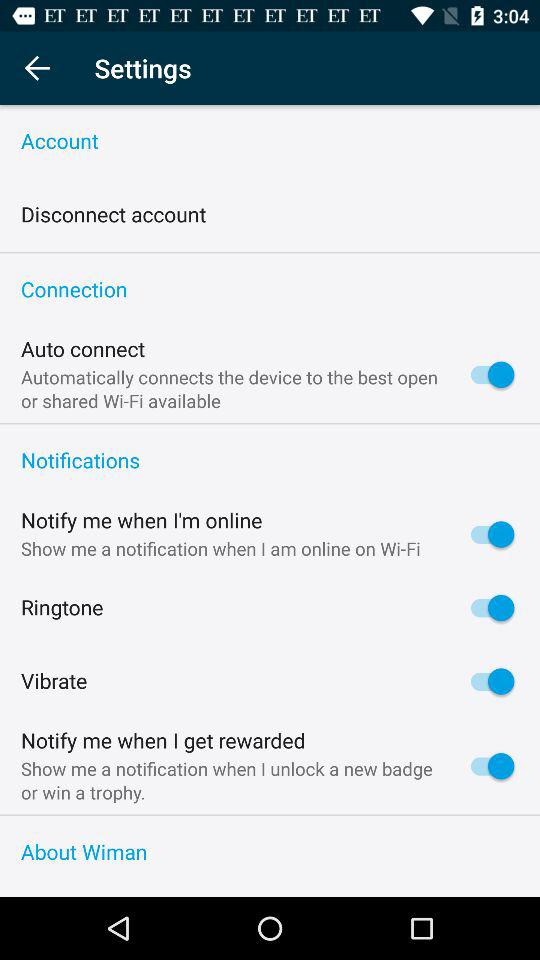 ET ET ET ET ET ET ET ET ET ET ET 3:04
Settings
Account
Disconnect account
Connection
Auto connect
Automatically connects the device to the best open
or shared Wi-Fi available
Notifications
Notify me when I'm online
Show me a notification when I am online on Wi-Fi
Ringtone
Vibrate
Notify me when I get rewarded
Show me a notification when I unlock a new badge
or win a trophy.
About Wiman